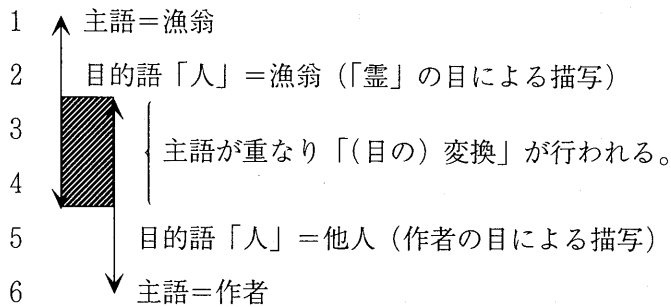 1 主語=漁翁
2 目的語「人」=漁翁(「霊」の目による描写)
3
主語が重なり「(目の)変換」が行われる。
4
5 目的語「人」=他人(作者の目による描写)
6 主語=作者